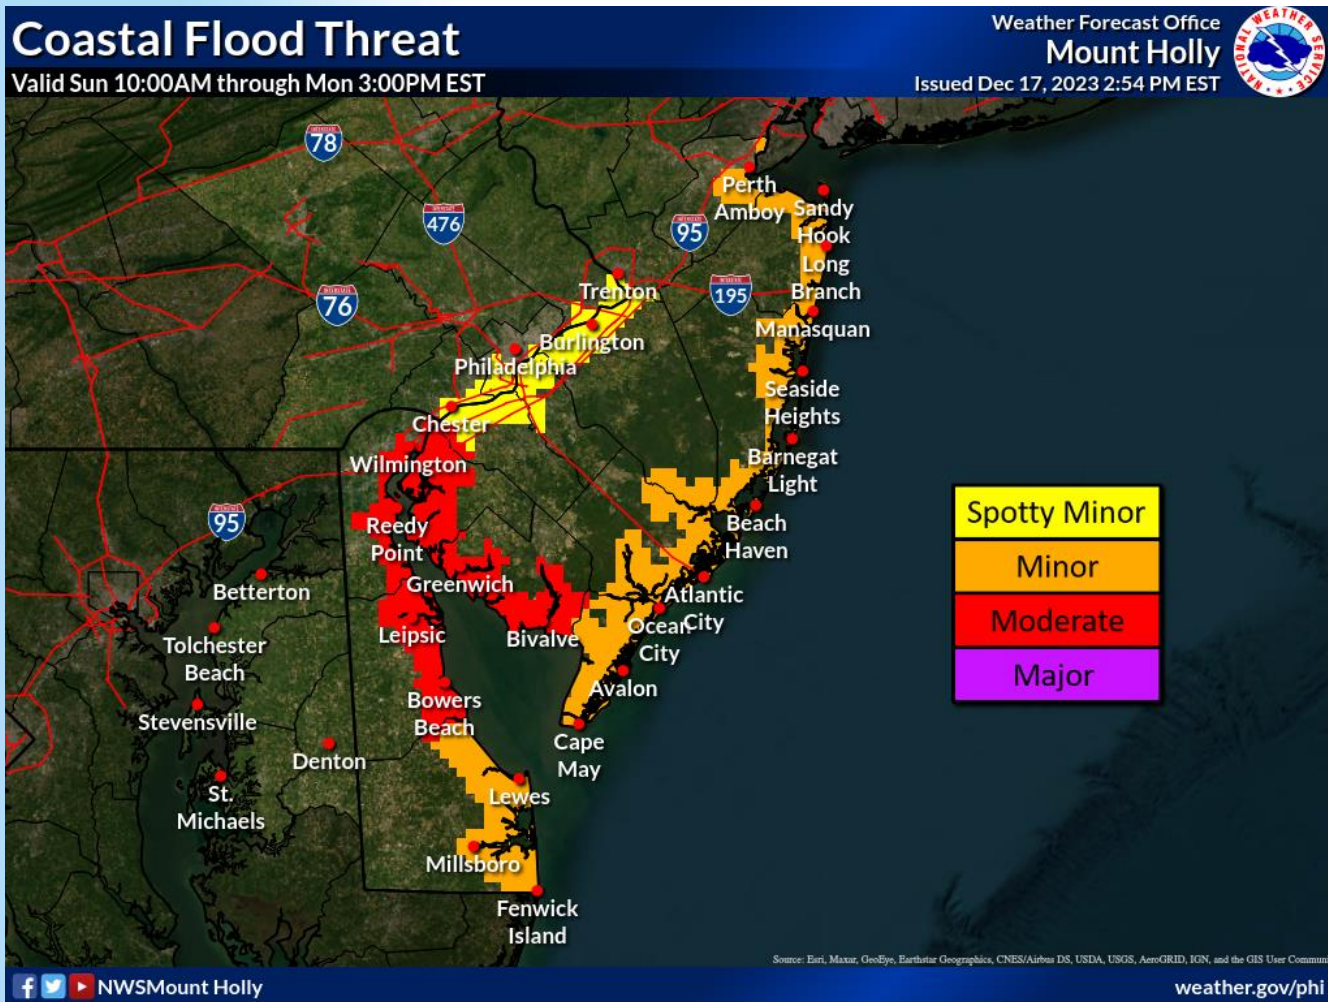 Coastal Flood Threat
Valid Sun 10:00AM through Mon 3:00PM EST
Weather Forecast Office
Mount Holly
Issued Dec 17, 2023 2:54 PM EST
NATIONAL WEATHER SERVICE
78
476
95
76
195
95
Perth
Amboy
Sandy
Hook
Long
Branch
Trenton
Manasquan
Burlington
Philadelphia
Seaside
Heights
Chester
Wilmington
Barnegat
Light
Reedy
Point
Beach
Haven
Greenwich
Betterton
Atlantic
City
Ocean
City
Leipsic
Bivalve
Tolchester
Beach
Avalon
Bowers
Beach
Stevensville
Cape
May
Denton
Lewes
St.
Michaels
Millsboro
Fenwick
Island
Spotty Minor
Minor
Moderate
Major
Source: Esri, Maxar, GeoEye, Earthstar Geographics, CNES/Airbus DS, USDA, USGS, AeroGRID, IGN, and the GIS User Communi
NWSMount Holly
weather.gov/phi